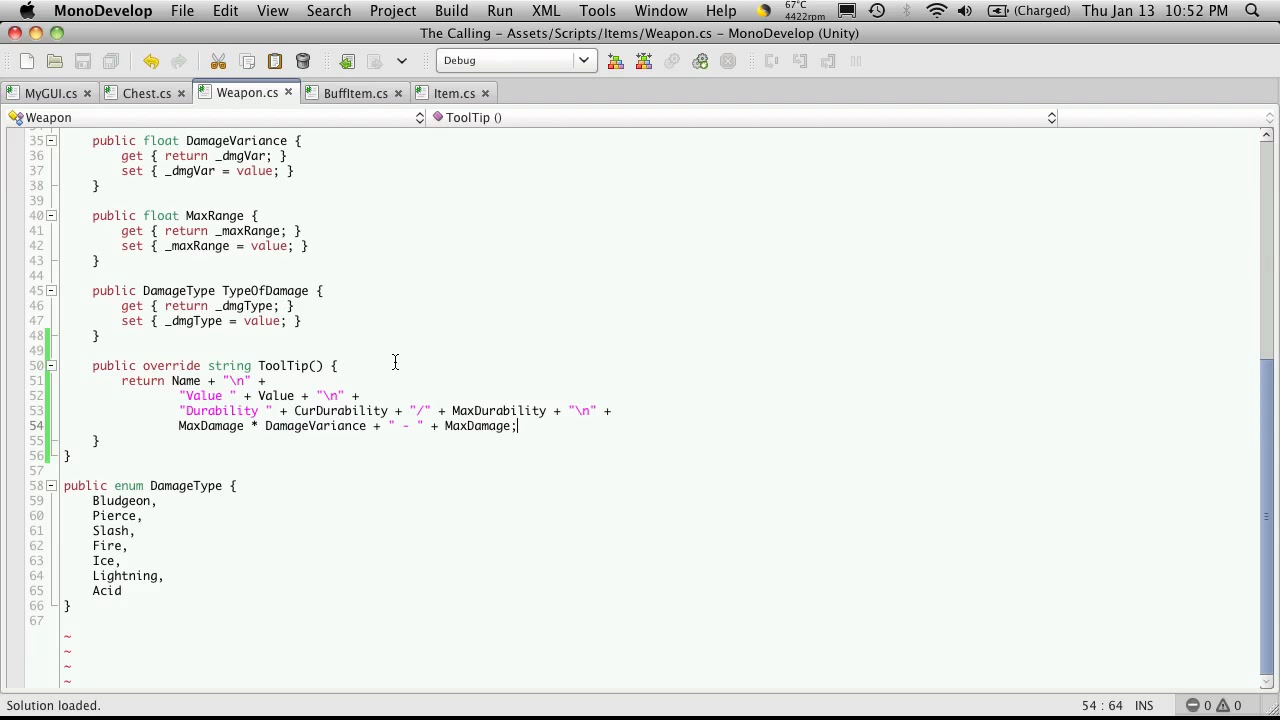 MonoDevelop File Edit View Search Project Build Run XML Tools Window Help 67°C 4422rpm (Charged) Thu Jan 13 10:52 PM
The Calling – Assets/Scripts/Items/Weapon.cs – MonoDevelop (Unity)
Debug
MyGUI.cs Chest.cs Weapon.cs BuffItem.cs Item.cs
Weapon ToolTip ()
35 public float DamageVariance {
36 get { return _dmgVar; }
37 set { _dmgVar = value; }
38 }
39
40 public float MaxRange {
41 get { return _maxRange; }
42 set { _maxRange = value; }
43 }
44
45 public DamageType TypeOfDamage {
46 get { return _dmgType; }
47 set { _dmgType = value; }
48 }
49
50 public override string ToolTip() {
51 return Name + "\n" +
52 "Value " + Value + "\n" +
53 "Durability " + CurDurability + "/" + MaxDurability + "\n" +
54 MaxDamage * DamageVariance + " - " + MaxDamage;
55 }
56 }
57
58 public enum DamageType {
59 Bludgeon,
60 Pierce,
61 Slash,
62 Fire,
63 Ice,
64 Lightning,
65 Acid
66 }
67
~
~
~
~
Solution loaded. 54 : 64 INS 0 0